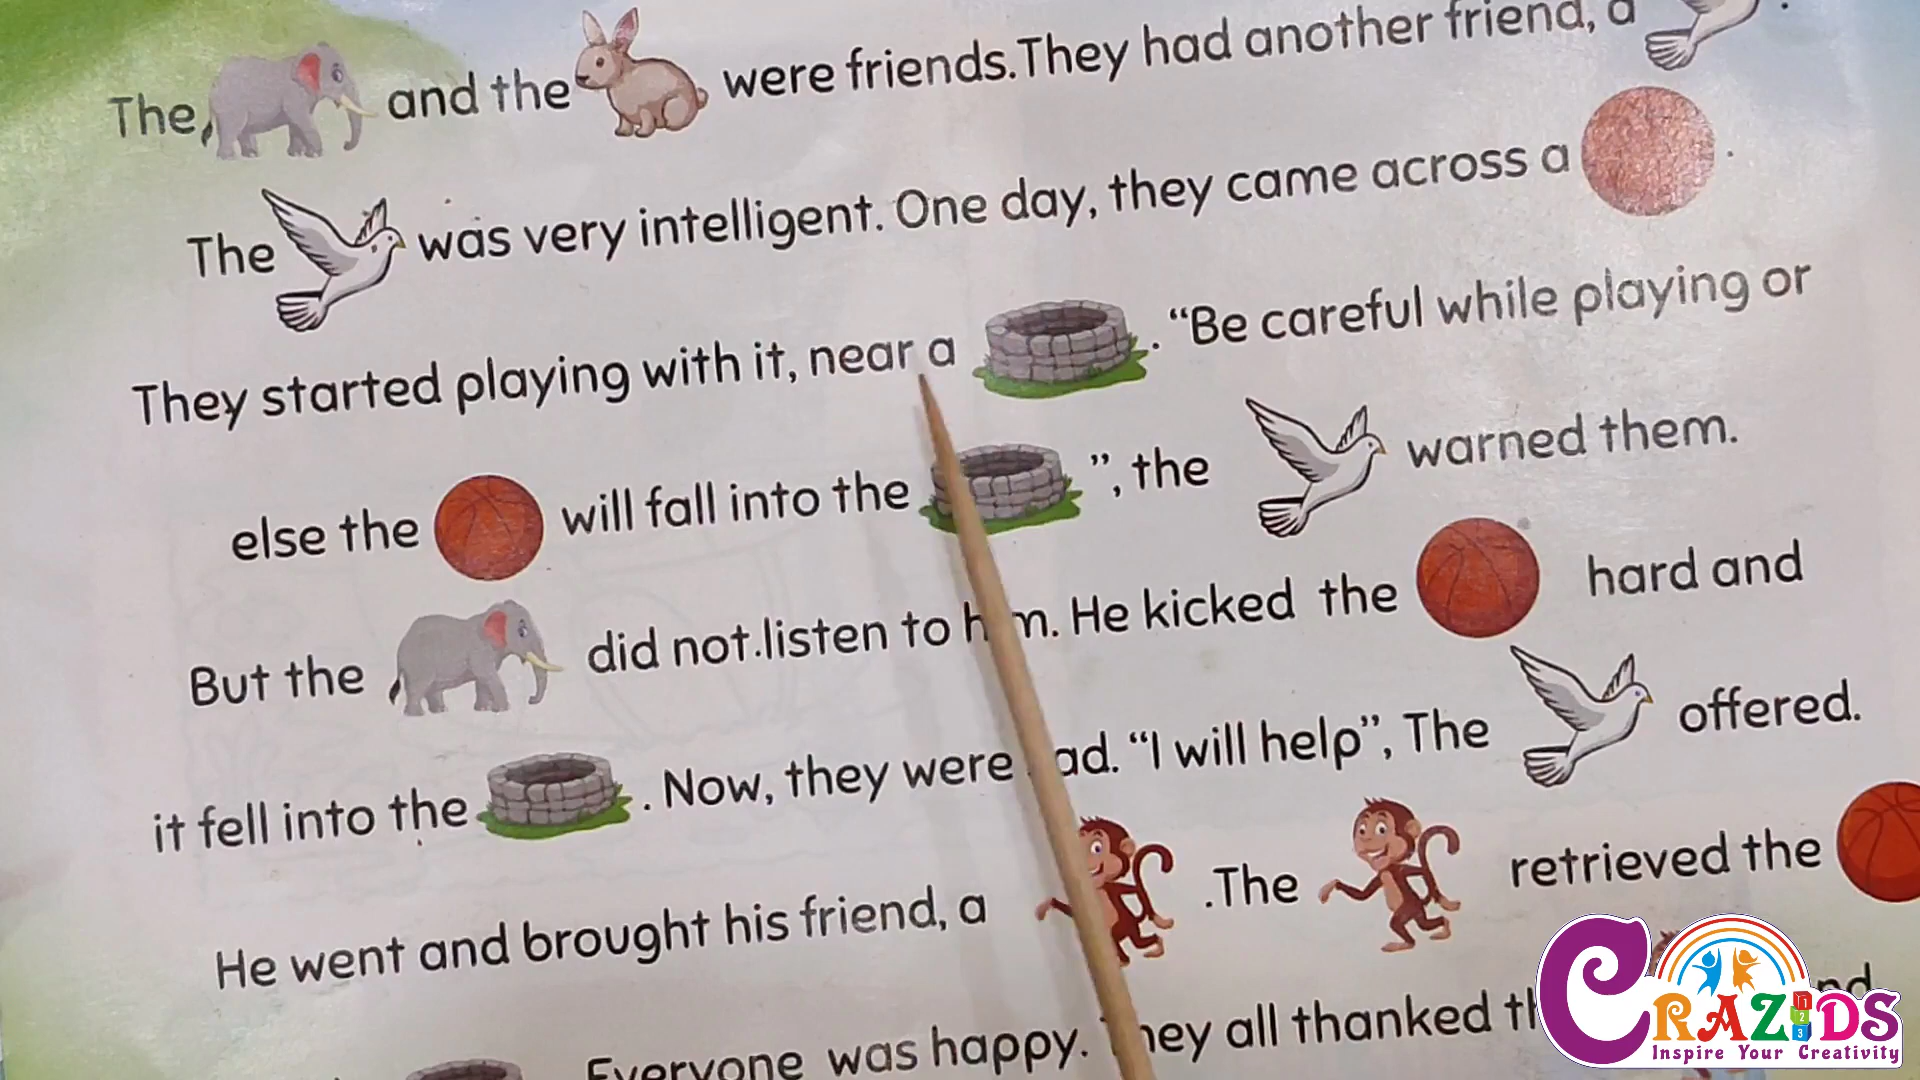 The and the were friends.They had another friend, a .
The was very intelligent. One day, they came across a .
They started playing with it, near a . “Be careful while playing or
else the will fall into the ”, the warned them.
But the did not.listen to him. He kicked the hard and
it fell into the . Now, they were sad. “I will help”, The offered.
He went and brought his friend, a .The retrieved the
Everyone was happy. They all thanked
CRAZIDS
Inspire Your Creativity